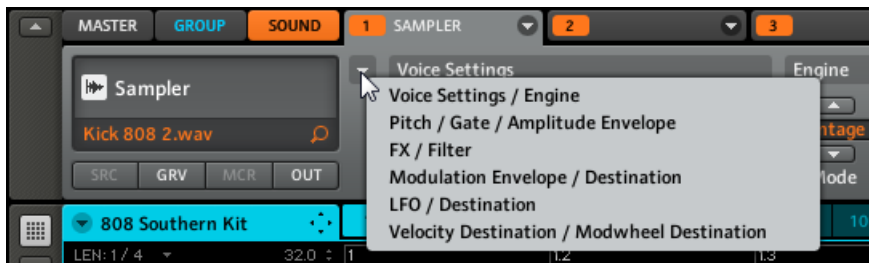 MASTER GROUP SOUND 1 SAMPLER 2 3
Voice Settings Engine
Sampler
Kick 808 2.wav
SRC GRV MCR OUT
Voice Settings / Engine
Pitch / Gate / Amplitude Envelope
FX / Filter
Modulation Envelope / Destination
LFO / Destination
Velocity Destination / Modwheel Destination
808 Southern Kit 10
LEN: 1 / 4 32.0 1 1.2 1.3